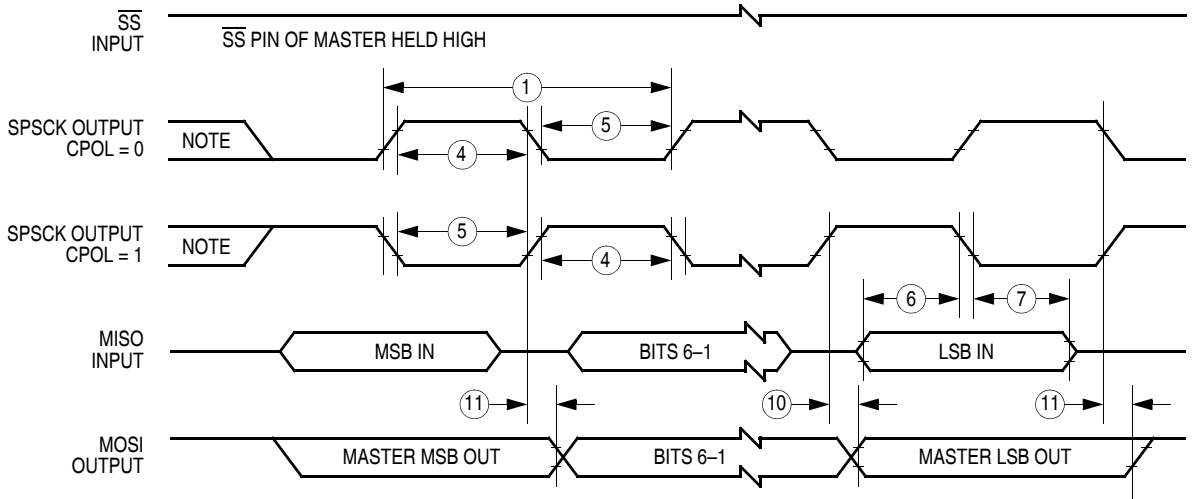 SS
INPUT
SS PIN OF MASTER HELD HIGH
1
SPSCK OUTPUT
CPOL = 0
NOTE
5
4
SPSCK OUTPUT
CPOL = 1
NOTE
5
4
6
7
MISO
INPUT
MSB IN
BITS 6–1
LSB IN
11
10
11
MOSI
OUTPUT
MASTER MSB OUT
BITS 6–1
MASTER LSB OUT